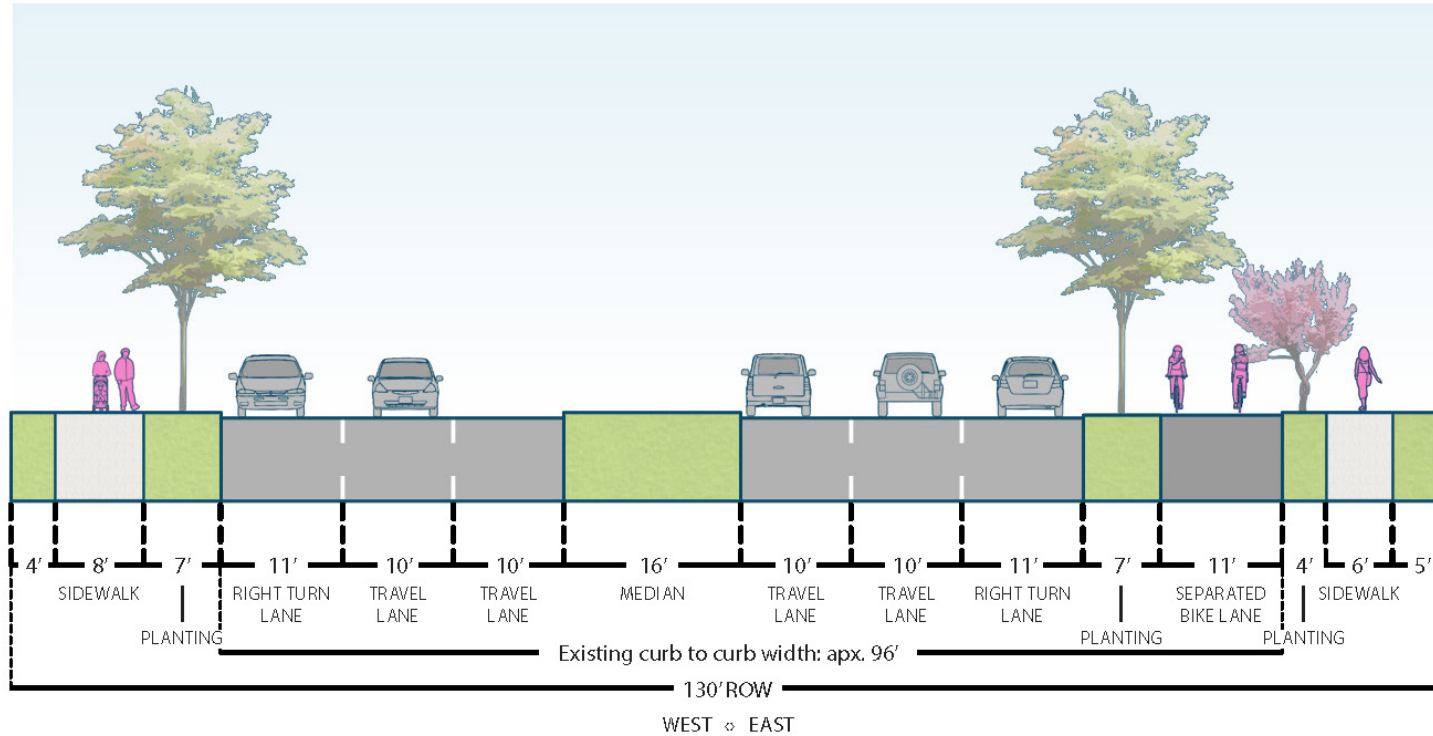 4′ 8′ 7′ 11′ 10′ 10′ 16′ 10′ 10′ 11′ 7′ 11′ 4′ 6′ 5′
SIDEWALK
PLANTING
RIGHT TURN
LANE
TRAVEL
LANE
TRAVEL
LANE
MEDIAN
TRAVEL
LANE
TRAVEL
LANE
RIGHT TURN
LANE
PLANTING
SEPARATED
BIKE LANE
PLANTING
SIDEWALK
Existing curb to curb width: apx. 96′
130′ ROW
WEST ⟷ EAST